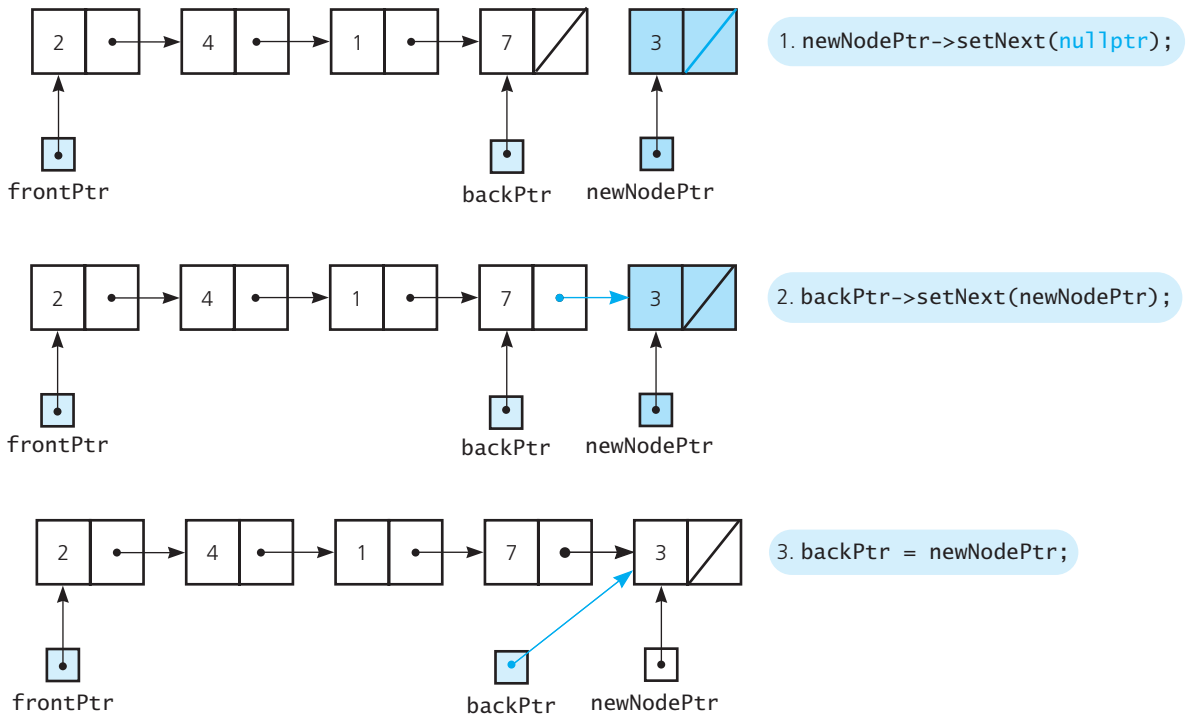 2 4 1 7 3 1. newNodePtr->setNext(nullptr);
frontPtr backPtr newNodePtr
2 4 1 7 3 2. backPtr->setNext(newNodePtr);
frontPtr backPtr newNodePtr
2 4 1 7 3 3. backPtr = newNodePtr;
frontPtr backPtr newNodePtr